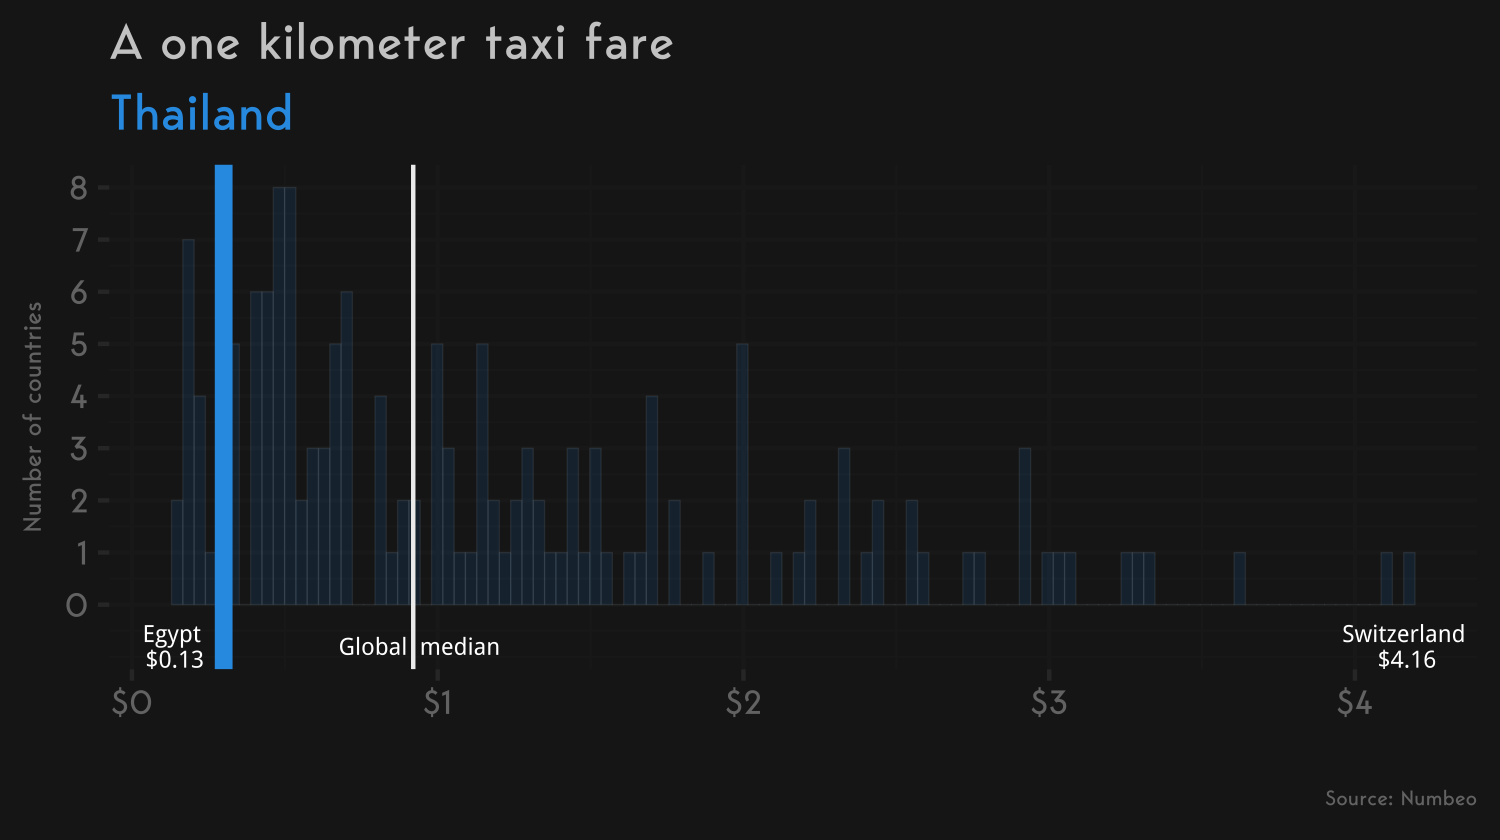 A one kilometer taxi fare
Thailand
Number of countries
8
7
6
5
4
3
2
1
0
Egypt
$0.13
Global median
Switzerland
$4.16
$0 $1 $2 $3 $4
Source: Numbeo